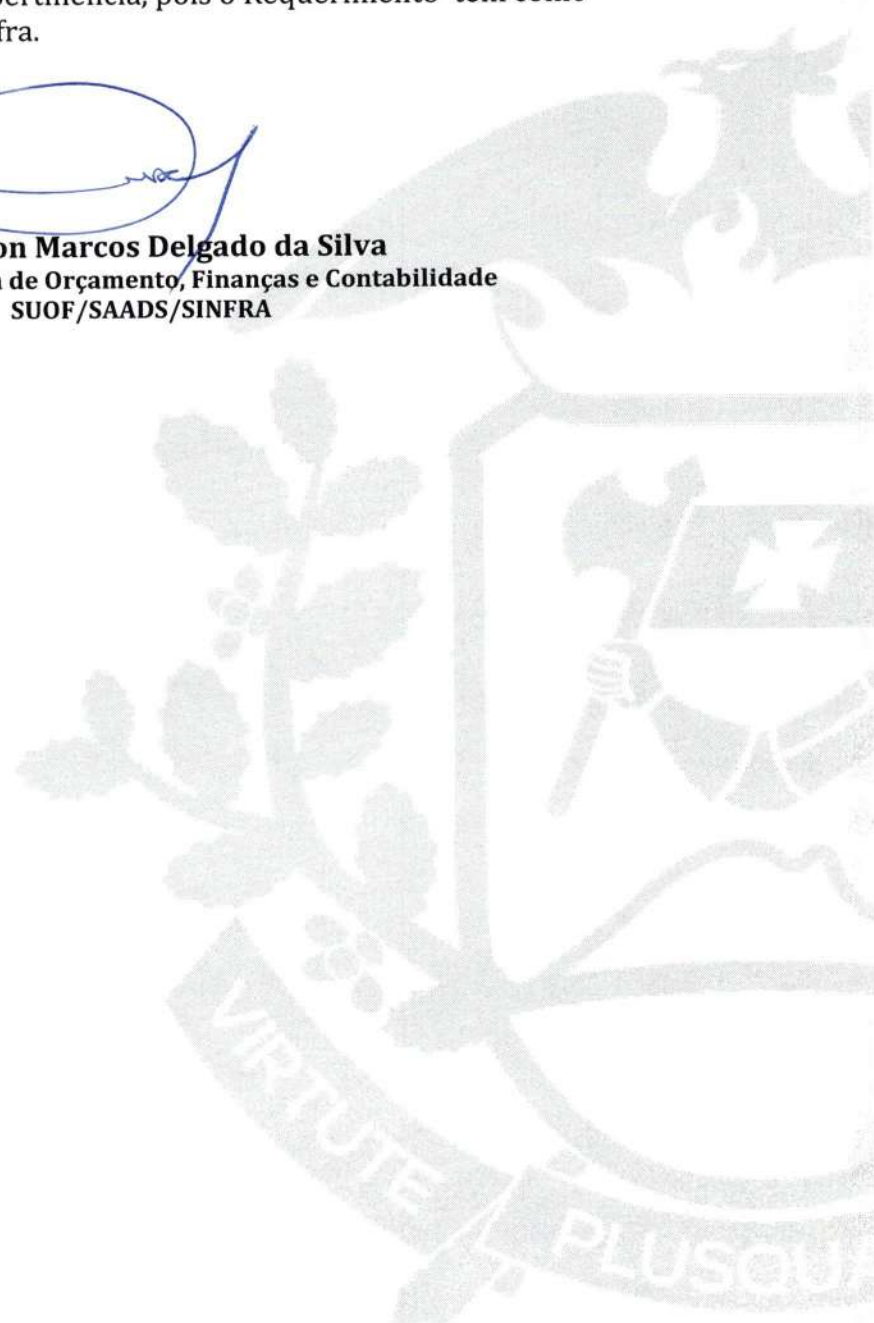 pertinência, pois o Requerimento tem como
fra.
on Marcos Delgado da Silva
de Orçamento, Finanças e Contabilidade
SUOF/SAADS/SINFRA
VIRTUTE
PLUSQUA